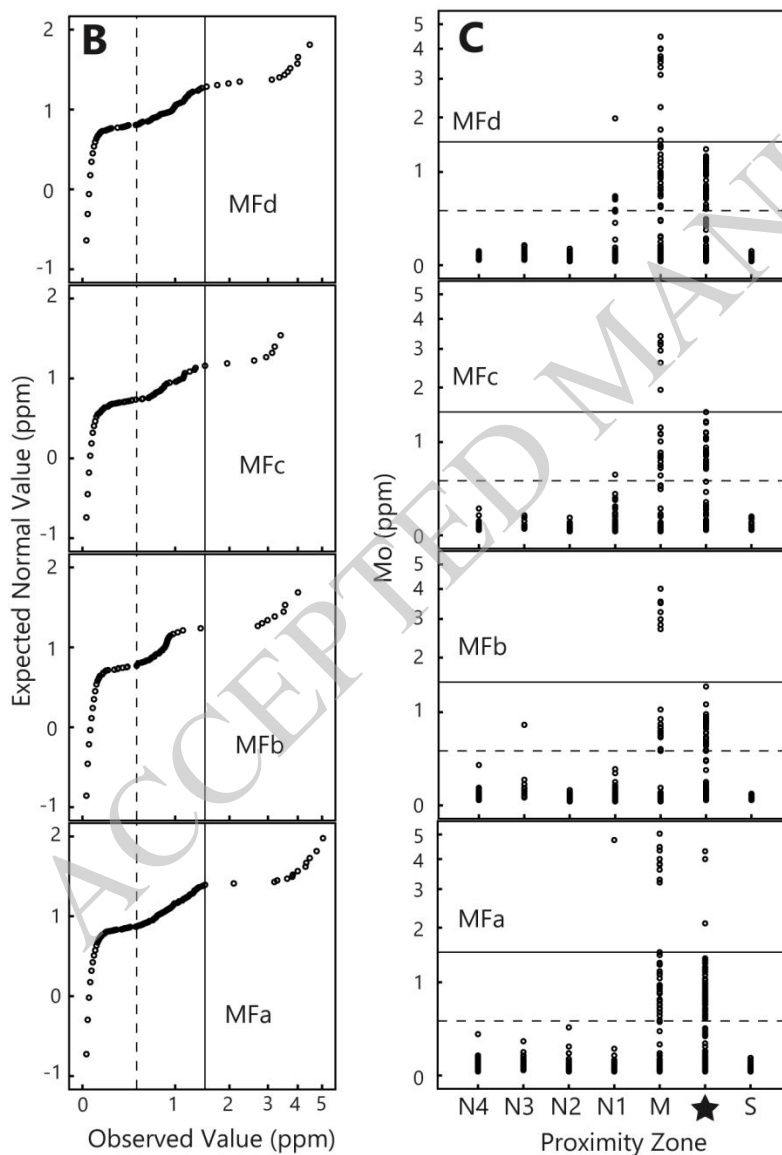 B
C
2
1
0
-1
MFd
2
1
0
-1
MFc
2
1
0
-1
MFb
2
1
0
-1
MFa
0 1 2 3 4 5
Expected Normal Value (ppm)
Observed Value (ppm)
5
4
3
2
1
0
MFd
5
4
3
2
1
0
MFc
5
4
3
2
1
0
MFb
5
4
3
2
1
0
MFa
Mo (ppm)
N4 N3 N2 N1 M ★ S
Proximity Zone
ACCEPTED MAN